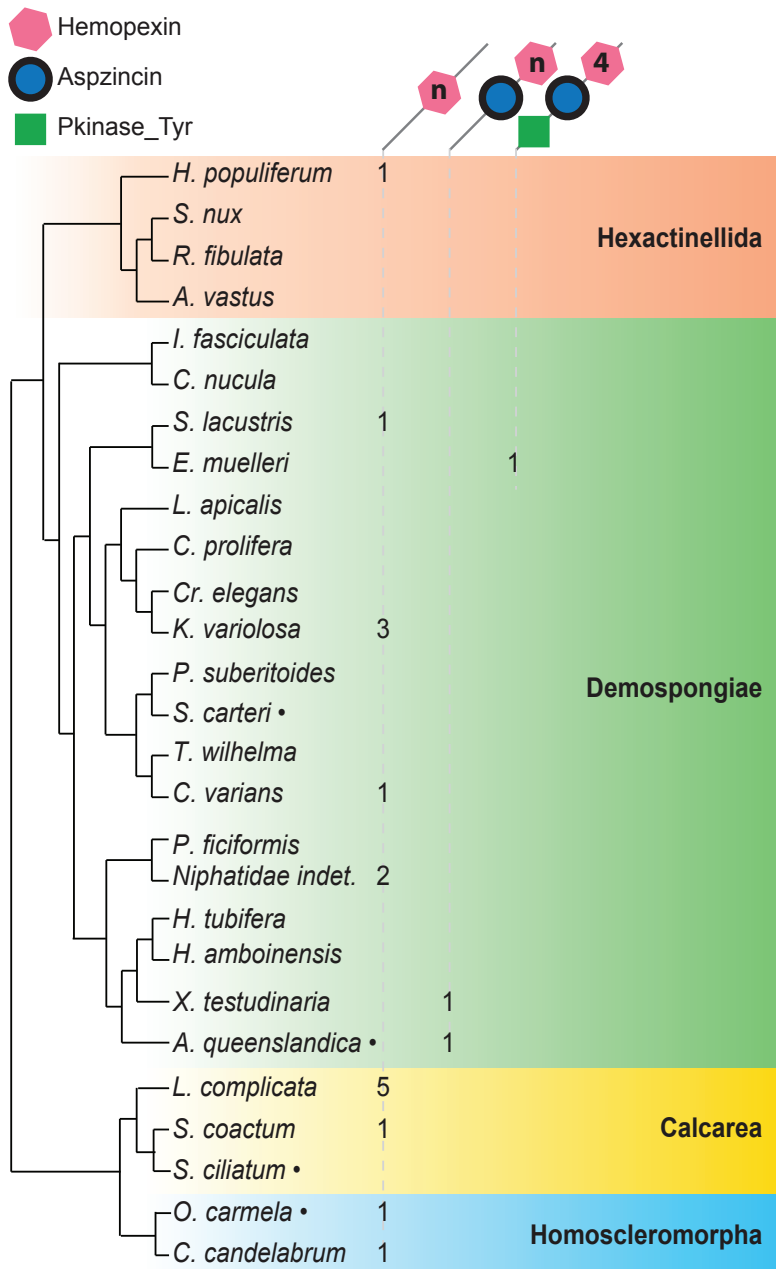 Hemopexin
Aspzincin
Pkinase_Tyr
n
n
4
H. populiferum 1
S. nux
Hexactinellida
R. fibulata
A. vastus
I. fasciculata
C. nucula
S. lacustris 1
E. muelleri 1
L. apicalis
C. prolifera
Cr. elegans
K. variolosa 3
P. suberitoides
Demospongiae
S. carteri •
T. wilhelma
C. varians 1
P. ficiformis
Niphatidae indet. 2
H. tubifera
H. amboinensis
X. testudinaria 1
A. queenslandica • 1
L. complicata 5
S. coactum 1
Calcarea
S. ciliatum •
O. carmela • 1
Homoscleromorpha
C. candelabrum 1